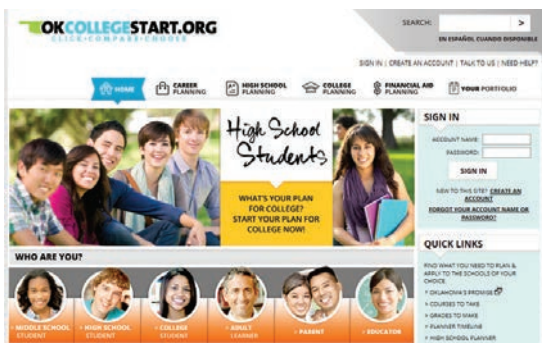 OKCOLLEGESTART.ORG
CLICK•COMPARE•CHOOSE
SEARCH: >
EN ESPAÑOL CUANDO DISPONIBLE
SIGN IN | CREATE AN ACCOUNT | TALK TO US | NEED HELP?
HOME
CAREER
PLANNING
HIGH SCHOOL
PLANNING
COLLEGE
PLANNING
FINANCIAL AID
PLANNING
YOUR PORTFOLIO
High School
Students
WHAT'S YOUR PLAN
FOR COLLEGE?
START YOUR PLAN FOR
COLLEGE NOW!
SIGN IN
ACCOUNT NAME:
PASSWORD:
SIGN IN
NEW TO THIS SITE? CREATE AN
ACCOUNT
FORGOT YOUR ACCOUNT NAME OR
PASSWORD?
WHO ARE YOU?
› MIDDLE SCHOOL
STUDENT
› HIGH SCHOOL
STUDENT
› COLLEGE
STUDENT
› ADULT
LEARNER
› PARENT
› EDUCATOR
QUICK LINKS
FIND WHAT YOU NEED TO PLAN &
APPLY TO THE SCHOOLS OF YOUR
CHOICE.
› OKLAHOMA'S PROMISE
› COURSES TO TAKE
› GRADES TO MAKE
› PLANNER TIMELINE
› HIGH SCHOOL PLANNER